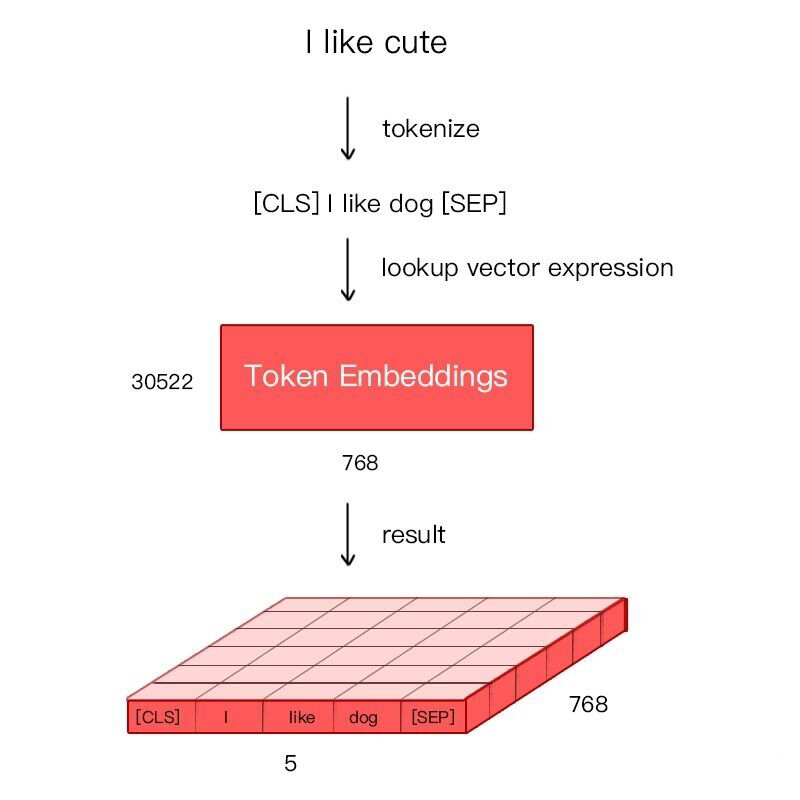 I like cute
tokenize
[CLS] I like dog [SEP]
lookup vector expression
30522
Token Embeddings
768
result
[CLS] I like dog [SEP]
768
5